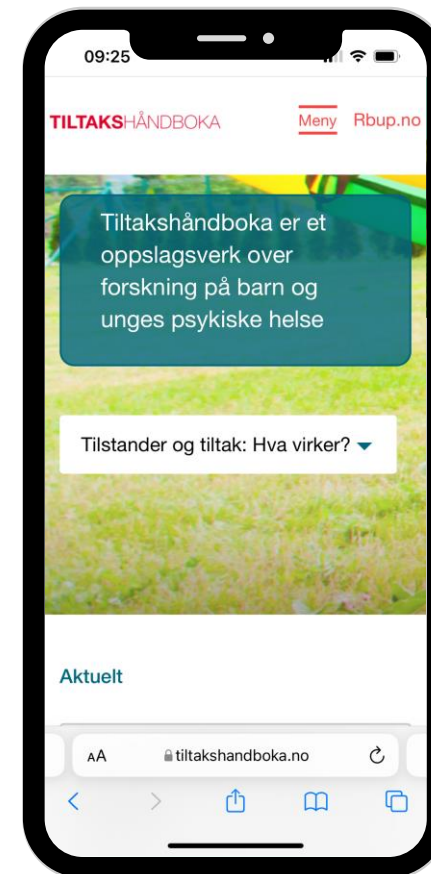 09:25
TILTAKSHÅNDBOKA Meny Rbup.no
Tiltakshåndboka er et
oppslagsverk over
forskning på barn og
unges psykiske helse
Tilstander og tiltak: Hva virker?
Aktuelt
AA tiltakshandboka.no